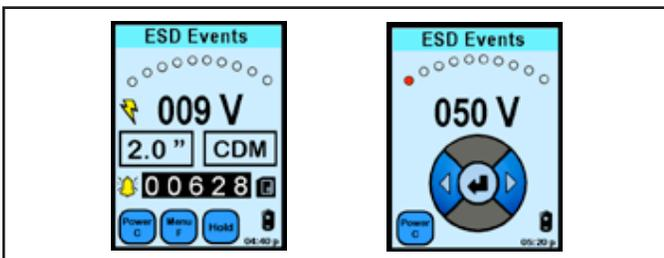 ESD Events
009 V
2.0 ” CDM
00628
Power C Menu F Hold
04:40 p
ESD Events
050 V
Power C
05:20 p